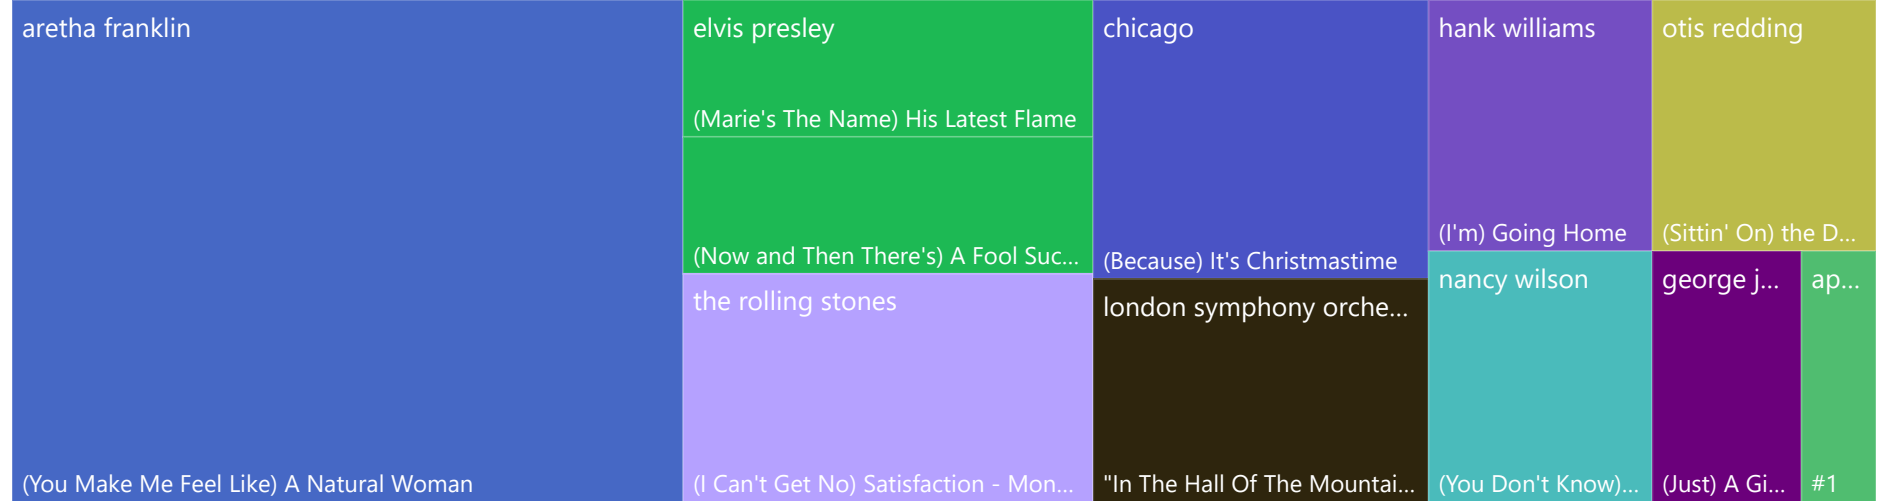 aretha franklin
(You Make Me Feel Like) A Natural Woman
elvis presley
(Marie's The Name) His Latest Flame
(Now and Then There's) A Fool Suc...
the rolling stones
(I Can't Get No) Satisfaction - Mon...
chicago
(Because) It's Christmastime
london symphony orche...
"In The Hall Of The Mountai...
hank williams
(I'm) Going Home
nancy wilson
(You Don't Know)...
otis redding
(Sittin' On) the D...
george j...
(Just) A Gi...
ap...
#1